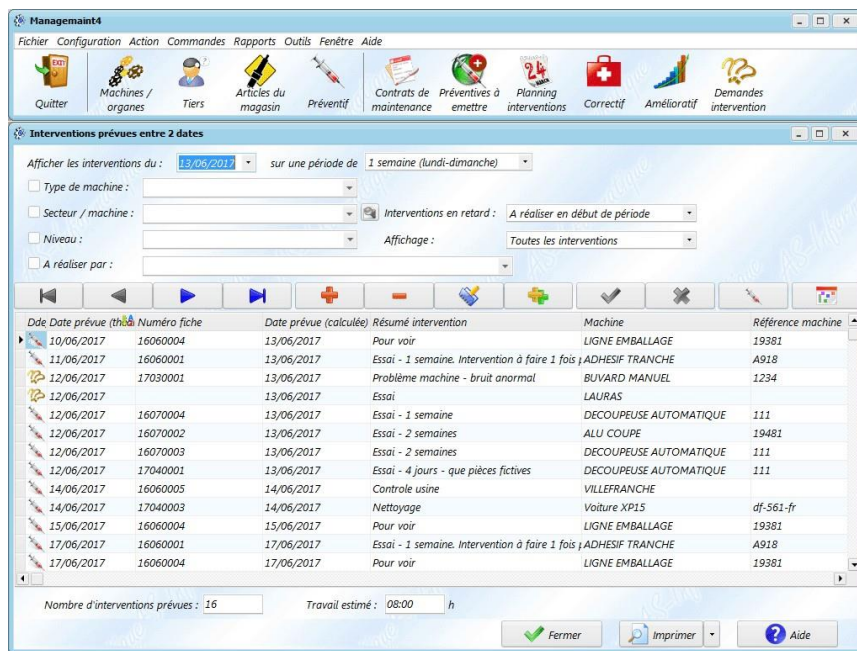 Managemaint4
Fichier Configuration Action Commandes Rapports Outils Fenêtre Aide
EXIT
24
Quitter
Machines / organes
Tiers
Articles du magasin
Préventif
Contrats de maintenance
Préventives à emettre
Planning interventions
Correctif
Amélioratif
Demandes intervention
Interventions prévues entre 2 dates
Afficher les interventions du : 13/06/2017 sur une période de 1 semaine (lundi-dimanche)
Type de machine :
Secteur / machine : Interventions en retard : A réaliser en début de période
Niveau : Affichage : Toutes les interventions
A réaliser par :
Dde Date prévue (thé Numéro fiche Date prévue (calculée) Résumé intervention Machine Référence machine
10/06/2017 16060004 13/06/2017 Pour voir LIGNE EMBALLAGE 19381
11/06/2017 16060001 13/06/2017 Essai - 1 semaine. Intervention à faire 1 fois ADHESIF TRANCHE A918
12/06/2017 17030001 13/06/2017 Problème machine - bruit anormal BUVARD MANUEL 1234
12/06/2017 13/06/2017 Essai LAURAS
12/06/2017 16070004 13/06/2017 Essai - 1 semaine DECOUPEUSE AUTOMATIQUE 111
12/06/2017 16070002 13/06/2017 Essai - 2 semaines ALU COUPE 19481
12/06/2017 16070003 13/06/2017 Essai - 2 semaines DECOUPEUSE AUTOMATIQUE 111
12/06/2017 17040001 13/06/2017 Essai - 4 jours - que pièces fictives DECOUPEUSE AUTOMATIQUE 111
14/06/2017 16060005 14/06/2017 Controle usine VILLEFRANCHE
14/06/2017 17040003 14/06/2017 Nettoyage Voiture XP15 df-561-fr
15/06/2017 16060004 15/06/2017 Pour voir LIGNE EMBALLAGE 19381
17/06/2017 16060001 17/06/2017 Essai - 1 semaine. Intervention à faire 1 fois ADHESIF TRANCHE A918
17/06/2017 16060004 17/06/2017 Pour voir LIGNE EMBALLAGE 19381
Nombre d'interventions prévues : 16 Travail estimé : 08:00 h
Fermer Imprimer Aide